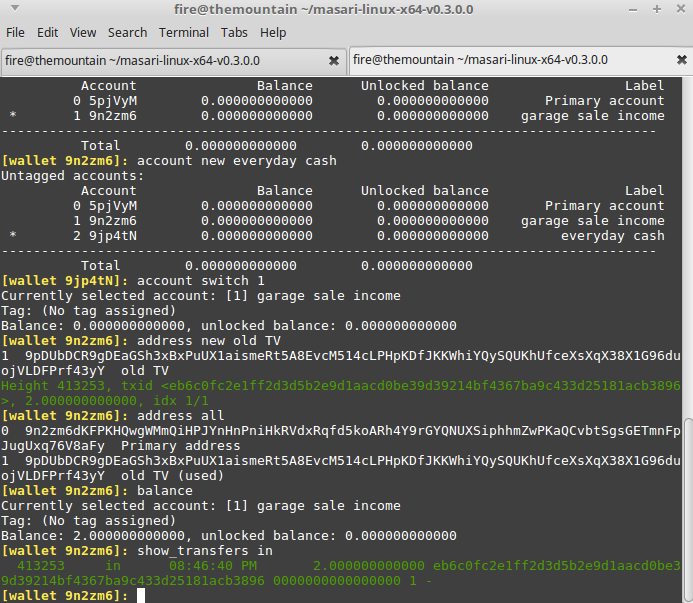 fire@themountain ~/masari-linux-x64-v0.3.0.0
File Edit View Search Terminal Tabs Help
fire@themountain ~/masari-linux-x64-v0.3.0.0 fire@themountain ~/masari-linux-x64-v0.3.0.0
Account Balance Unlocked balance Label
0 5pjVyM 0.000000000000 0.000000000000 Primary account
* 1 9n2zm6 0.000000000000 0.000000000000 garage sale income
----------------------------------------------------------------------------------
Total 0.000000000000 0.000000000000
[wallet 9n2zm6]: account new everyday cash
Untagged accounts:
Account Balance Unlocked balance Label
0 5pjVyM 0.000000000000 0.000000000000 Primary account
1 9n2zm6 0.000000000000 0.000000000000 garage sale income
* 2 9jp4tN 0.000000000000 0.000000000000 everyday cash
----------------------------------------------------------------------------------
Total 0.000000000000 0.000000000000
[wallet 9jp4tN]: account switch 1
Currently selected account: [1] garage sale income
Tag: (No tag assigned)
Balance: 0.000000000000, unlocked balance: 0.000000000000
[wallet 9n2zm6]: address new old TV
1 9pDUbDCR9gDEaGSh3xBxPuUX1aismeRt5A8EvcM514cLPHpKDfJKKWhiYQySQUKhUfceXsXqX38X1G96du
ojVLDFPrf43yY old TV
Height 413253, txid <eb6c0fc2e1ff2d3d5b2e9d1aacd0be39d39214bf4367ba9c433d25181acb3896
>, 2.000000000000, idx 1/1
[wallet 9n2zm6]: address all
0 9n2zm6dKFPKHQwgWMmQiHPJYnHnPniHkRVdxRqfd5koARh4Y9rGYQNUXSiphhmZwPKaQCvbtSgsGETmnFp
JugUxq76V8aFy Primary address
1 9pDUbDCR9gDEaGSh3xBxPuUX1aismeRt5A8EvcM514cLPHpKDfJKKWhiYQySQUKhUfceXsXqX38X1G96du
ojVLDFPrf43yY old TV (used)
[wallet 9n2zm6]: balance
Currently selected account: [1] garage sale income
Tag: (No tag assigned)
Balance: 2.000000000000, unlocked balance: 0.000000000000
[wallet 9n2zm6]: show_transfers in
413253 in 08:46:40 PM 2.000000000000 eb6c0fc2e1ff2d3d5b2e9d1aacd0be3
9d39214bf4367ba9c433d25181acb3896 0000000000000000 1 -
[wallet 9n2zm6]: